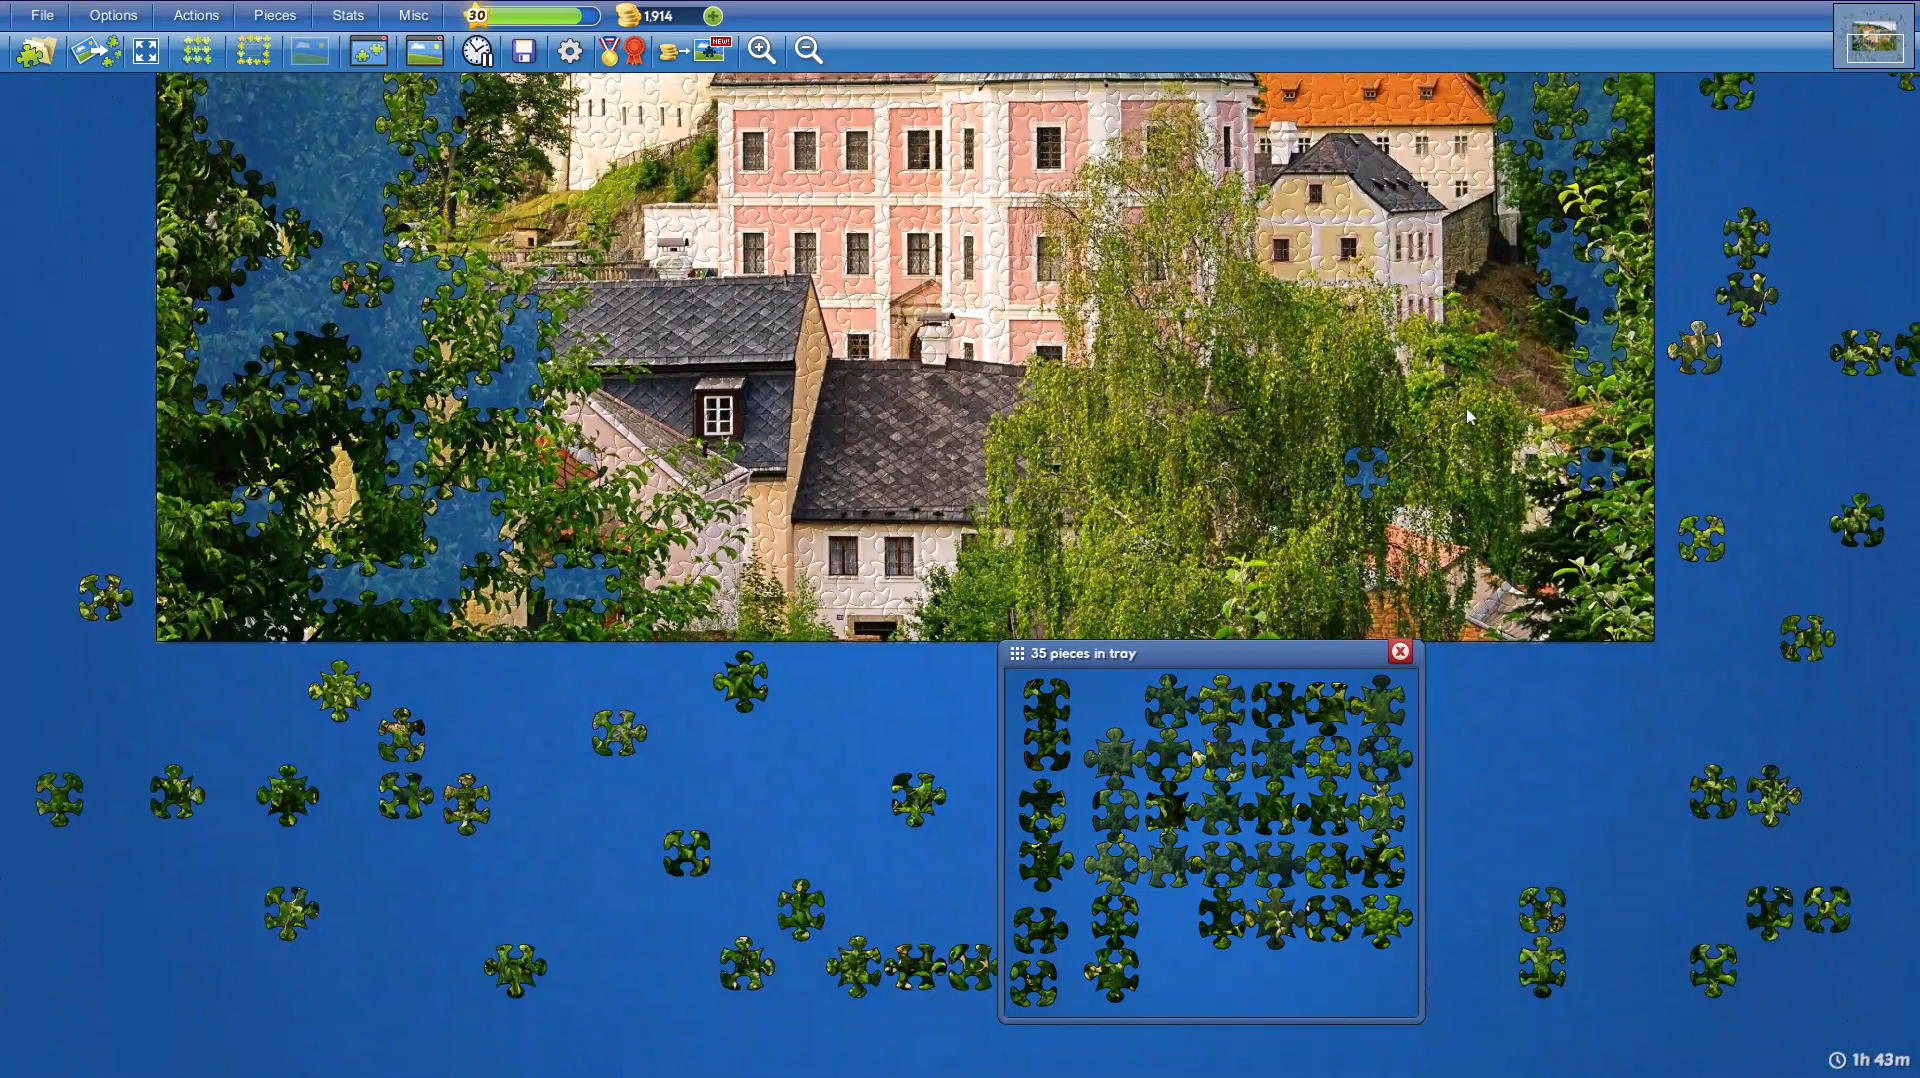 File Options Actions Pieces Stats Misc 30 1,914
NEW!
35 pieces in tray
1h 43m